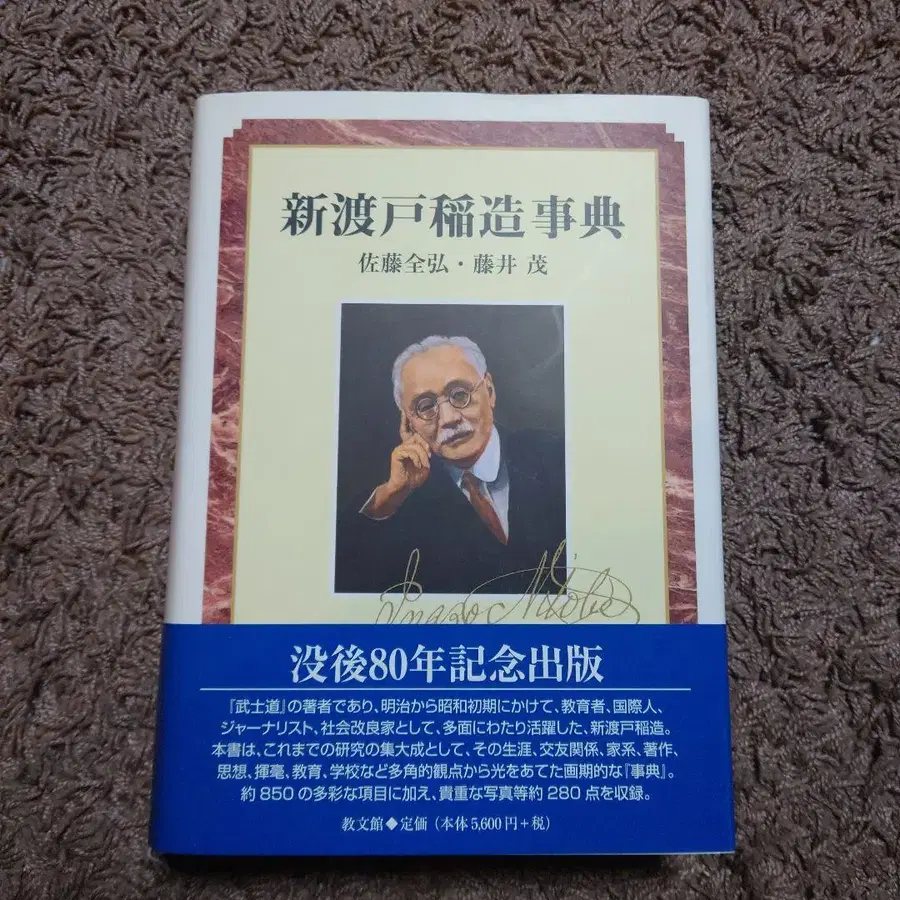 新渡戸稲造事典
佐藤全弘・藤井 茂
Inazo Nitobe
没後80年記念出版
『武士道』の著者であり、明治から昭和初期にかけて、教育者、国際人、
ジャーナリスト、社会改良家として、多面にわたり活躍した、新渡戸稲造。
本書は、これまでの研究の集大成として、その生涯、交友関係、家系、著作、
思想、揮毫、教育、学校など多角的観点から光をあてた画期的な『事典』。
約850の多彩な項目に加え、貴重な写真等約280点を収録。
教文館◆定価（本体5,600円+税）